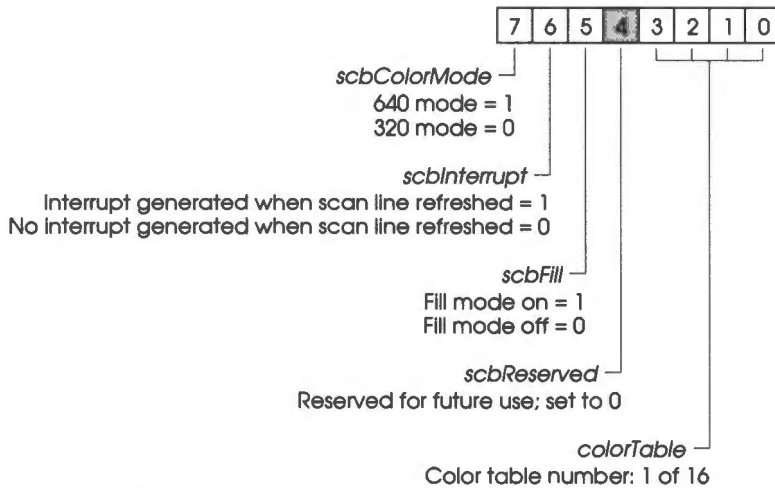 7 6 5 4 3 2 1 0
scbColorMode
640 mode = 1
320 mode = 0
scbInterrupt
Interrupt generated when scan line refreshed = 1
No interrupt generated when scan line refreshed = 0
scbFill
Fill mode on = 1
Fill mode off = 0
scbReserved
Reserved for future use; set to 0
colorTable
Color table number: 1 of 16